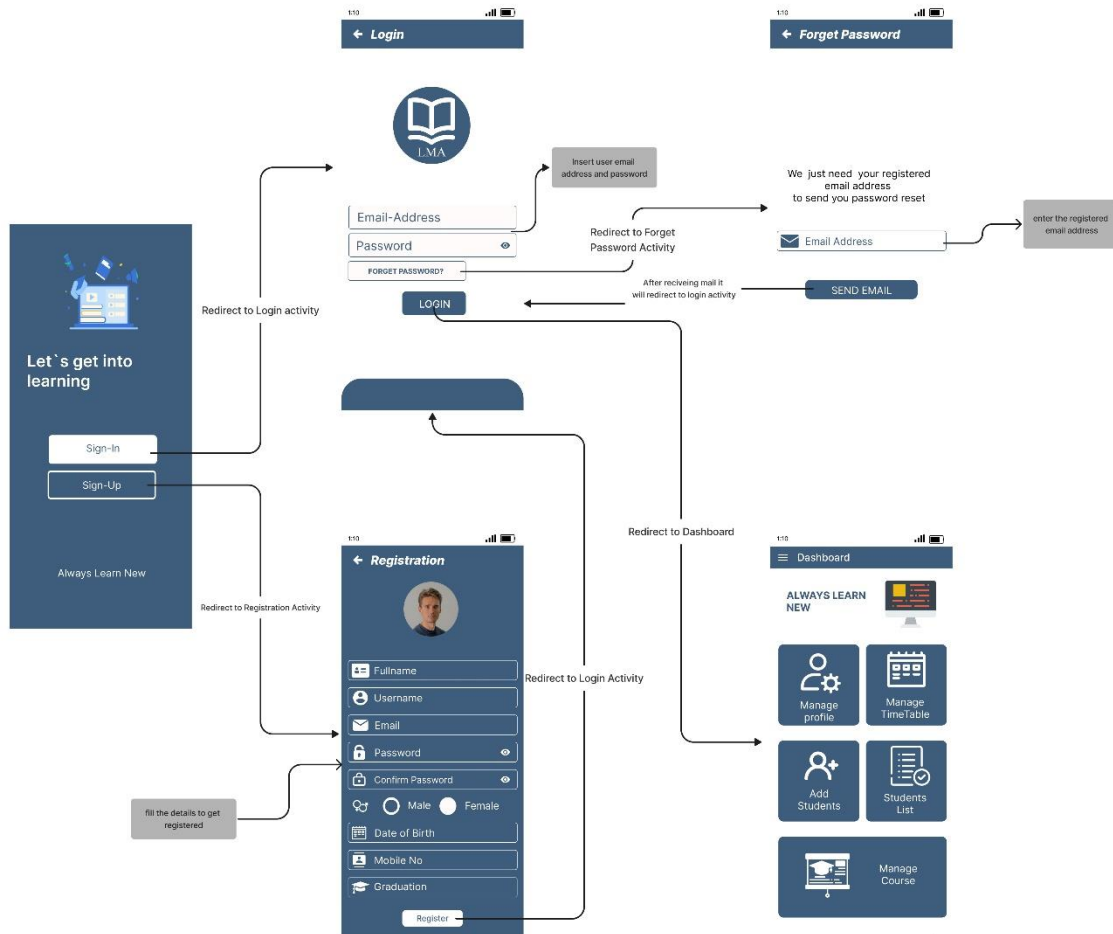 Let`s get into
learning
Sign-In
Sign-Up
Always Learn New
Redirect to Login activity
Redirect to Registration Activity
1:10
Login
LMA
Email-Address
Password
FORGET PASSWORD?
LOGIN
Insert user email
address and password
Redirect to Forget
Password Activity
After reciveing mail it
will redirect to login activity
1:10
Forget Password
We just need your registered
email address
to send you password reset
Email Address
SEND EMAIL
enter the registered
email address
Redirect to Dashboard
Redirect to Login Activity
fill the details to get
registered
1:10
Registration
Fullname
Username
Email
Password
Confirm Password
Male
Female
Date of Birth
Mobile No
Graduation
Register
1:10
Dashboard
ALWAYS LEARN
NEW
Manage
profile
Manage
TimeTable
Add
Students
Students
List
Manage
Course